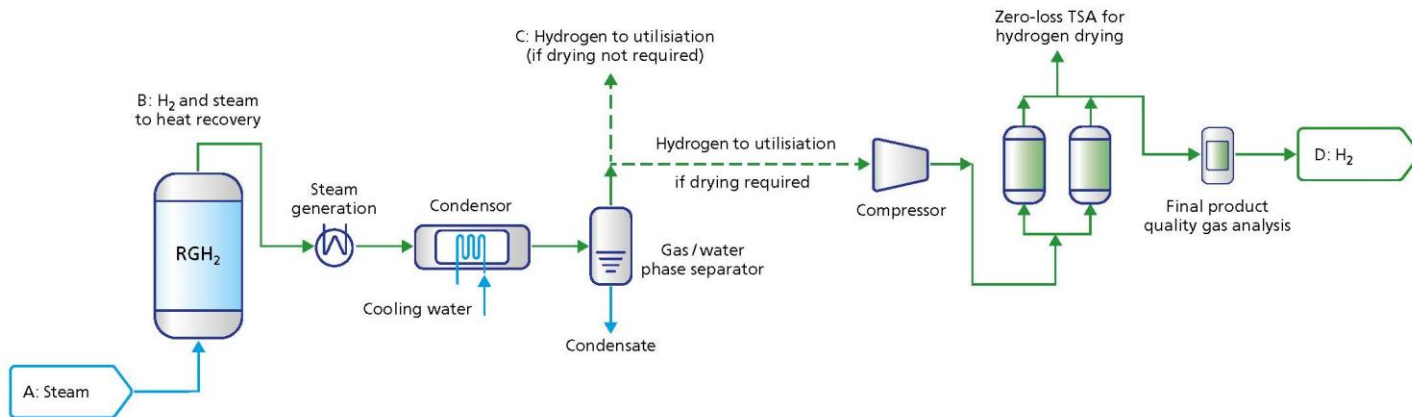 Zero-loss TSA for
hydrogen drying
C: Hydrogen to utilisiation
(if drying not required)
B: H₂ and steam
to heat recovery
Hydrogen to utilisiation
if drying required
Steam
generation
Condensor
RGH₂
Compressor
D: H₂
Final product
quality gas analysis
Gas/water
phase separator
Cooling water
Condensate
A: Steam